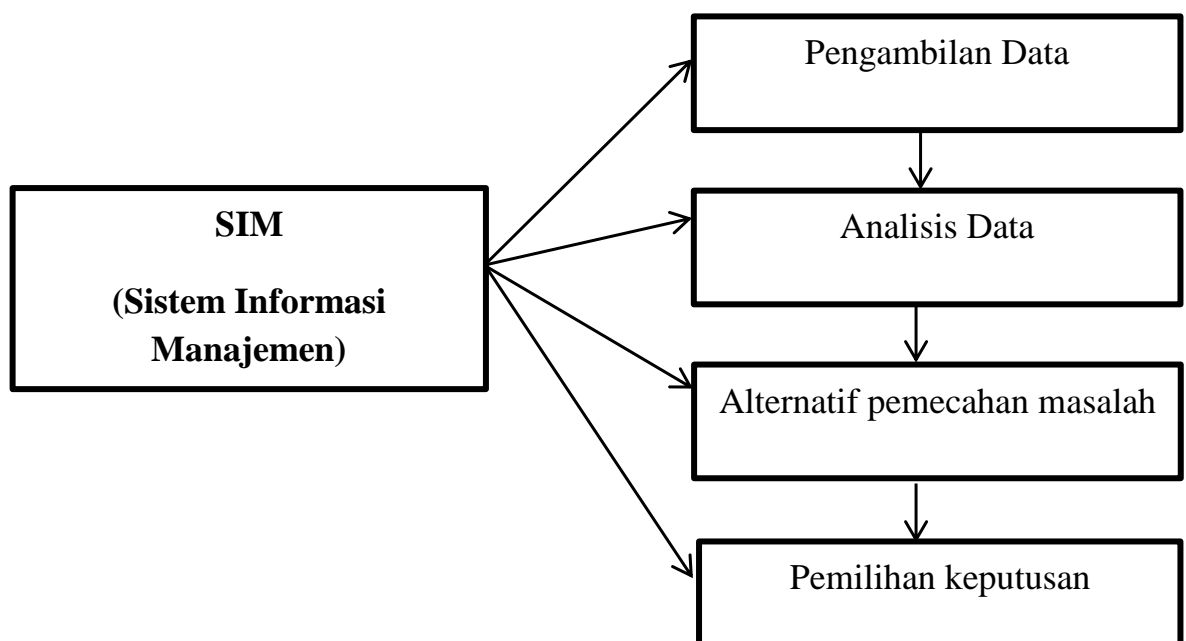 SIM
(Sistem Informasi
Manajemen)
Pengambilan Data
Analisis Data
Alternatif pemecahan masalah
Pemilihan keputusan